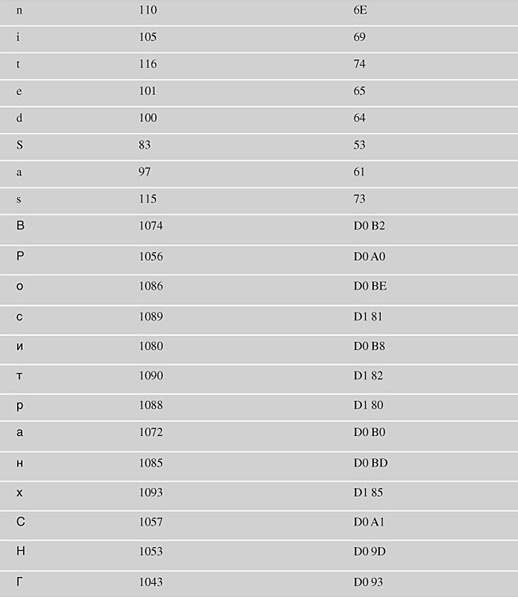 n 110 6E
i 105 69
t 116 74
e 101 65
d 100 64
S 83 53
a 97 61
s 115 73
В 1074 D0 B2
Р 1056 D0 A0
о 1086 D0 BE
с 1089 D1 81
и 1080 D0 B8
т 1090 D1 82
р 1088 D1 80
а 1072 D0 B0
н 1085 D0 BD
х 1093 D1 85
С 1057 D0 A1
Н 1053 D0 9D
Г 1043 D0 93